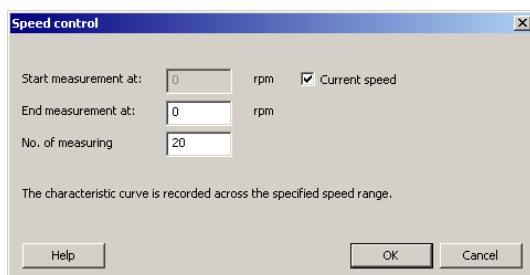 Speed control
Start measurement at: 0 rpm Current speed
End measurement at: 0 rpm
No. of measuring 20
The characteristic curve is recorded across the specified speed range.
Help OK Cancel